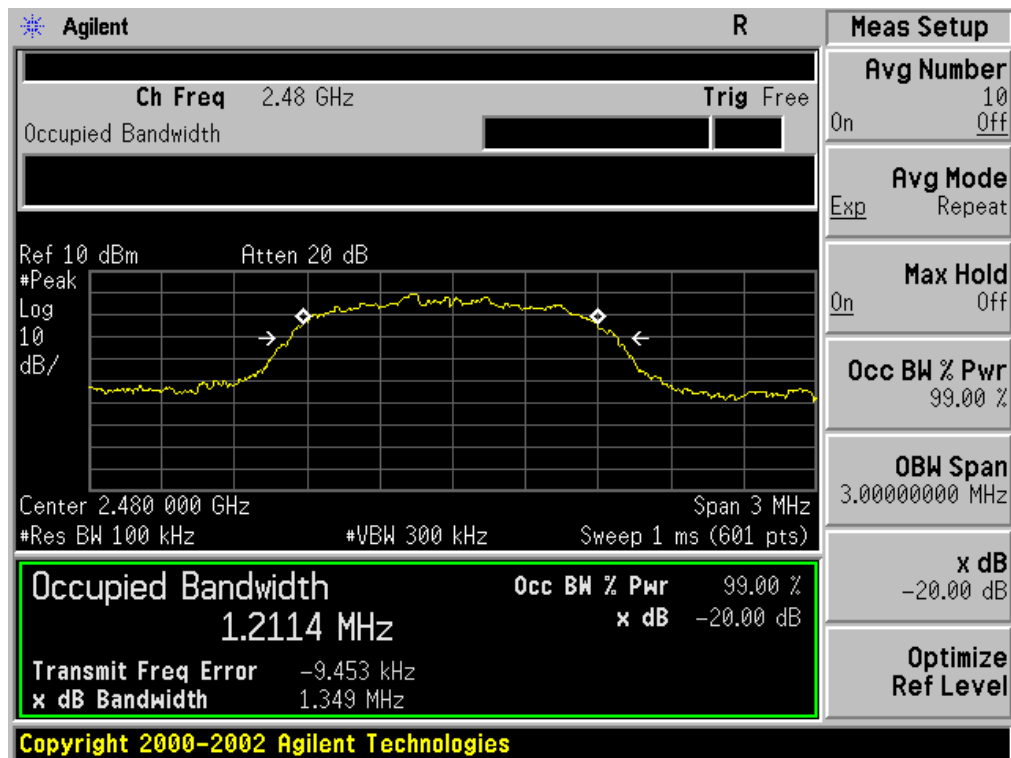 Agilent R Meas Setup
Ch Freq 2.48 GHz Trig Free
Occupied Bandwidth
Ref 10 dBm Atten 20 dB
#Peak
Log
10
dB/
Center 2.480 000 GHz Span 3 MHz
#Res BW 100 kHz #VBW 300 kHz Sweep 1 ms (601 pts)
Occupied Bandwidth
1.2114 MHz
Occ BW % Pwr 99.00 %
x dB -20.00 dB
Transmit Freq Error -9.453 kHz
x dB Bandwidth 1.349 MHz
Avg Number
10
On Off
Avg Mode
Exp Repeat
Max Hold
On Off
Occ BW % Pwr
99.00 %
OBW Span
3.00000000 MHz
x dB
-20.00 dB
Optimize
Ref Level
Copyright 2000-2002 Agilent Technologies